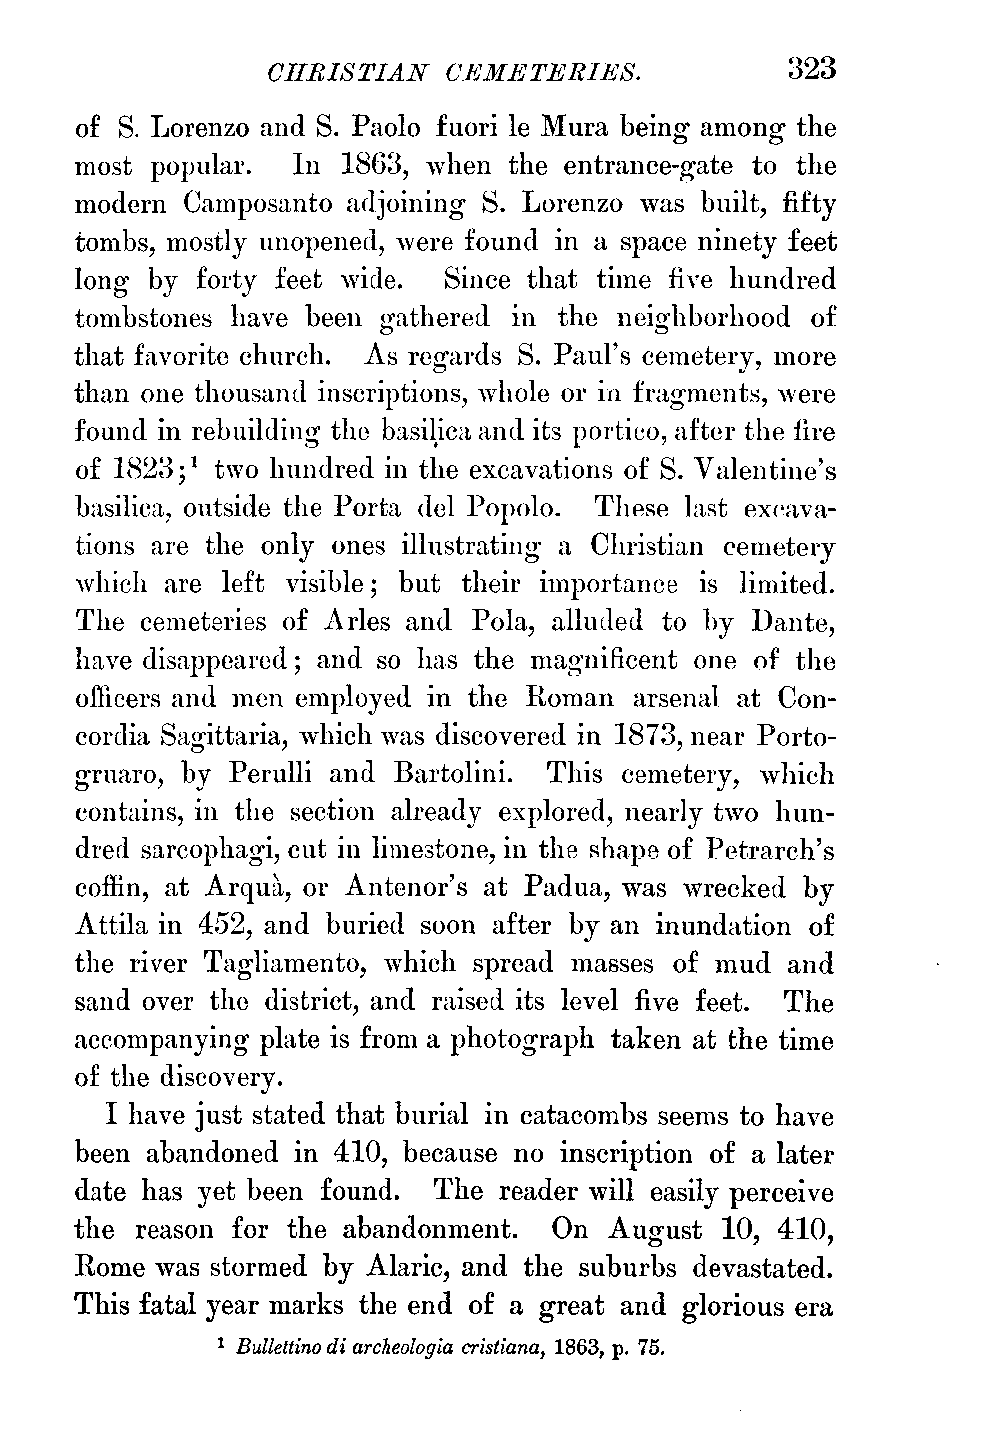 CHRISTIAN CEMETERIES. 323
of S. Lorenzo and S. Paolo fuori le Mura being among the
most popular. In 1863, when the entrance-gate to the
modern Camposanto adjoining S. Lorenzo was built, fifty
tombs, mostly unopened, were found in a space ninety feet
long by forty feet wide. Since that time five hundred
tombstones have been gathered in the neighborhood of
that favorite church. As regards S. Paul's cemetery, more
than one thousand inscriptions, whole or in fragments, were
found in rebuilding the basilica and its portico, after the fire
of 1823;¹ two hundred in the excavations of S. Valentine's
basilica, outside the Porta del Popolo. These last excava-
tions are the only ones illustrating a Christian cemetery
which are left visible; but their importance is limited.
The cemeteries of Arles and Pola, alluded to by Dante,
have disappeared; and so has the magnificent one of the
officers and men employed in the Roman arsenal at Con-
cordia Sagittaria, which was discovered in 1873, near Porto-
gruaro, by Perulli and Bartolini. This cemetery, which
contains, in the section already explored, nearly two hun-
dred sarcophagi, cut in limestone, in the shape of Petrarch's
coffin, at Arquà, or Antenor's at Padua, was wrecked by
Attila in 452, and buried soon after by an inundation of
the river Tagliamento, which spread masses of mud and
sand over the district, and raised its level five feet. The
accompanying plate is from a photograph taken at the time
of the discovery.
I have just stated that burial in catacombs seems to have
been abandoned in 410, because no inscription of a later
date has yet been found. The reader will easily perceive
the reason for the abandonment. On August 10, 410,
Rome was stormed by Alaric, and the suburbs devastated.
This fatal year marks the end of a great and glorious era
¹ Bullettino di archeologia cristiana, 1863, p. 75.